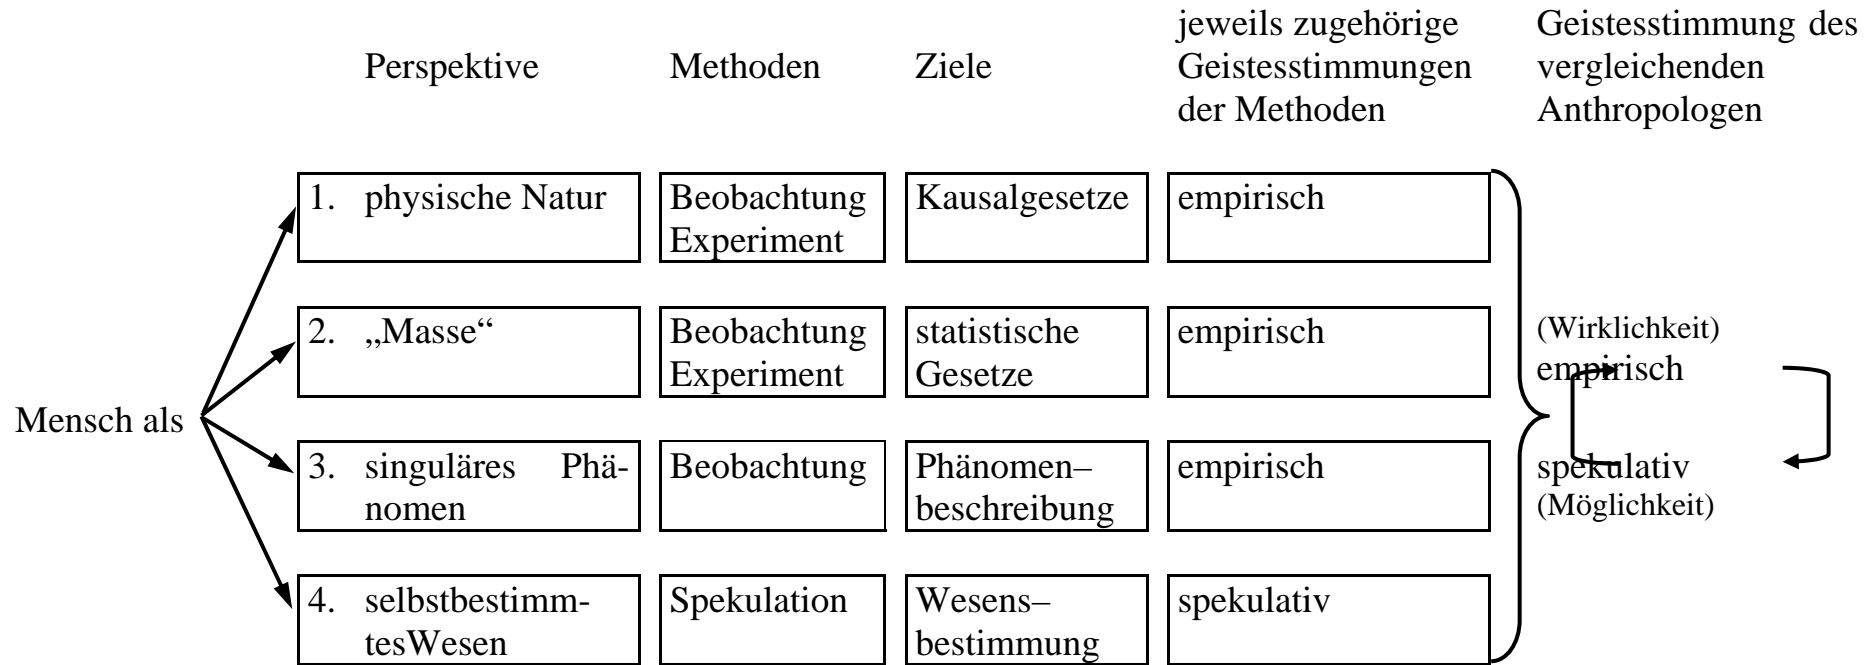 jeweils zugehörige Geistesstimmung des
Perspektive Methoden Ziele Geistesstimmungen vergleichenden
der Methoden Anthropologen
1. physische Natur Beobachtung Kausalgesetze empirisch
Experiment
2. „Masse“ Beobachtung statistische empirisch (Wirklichkeit)
Experiment Gesetze empirisch
Mensch als
3. singuläres Phä- Beobachtung Phänomen– empirisch spekulativ
nomen beschreibung (Möglichkeit)
4. selbstbestimm- Spekulation Wesens– spekulativ
tesWesen bestimmung